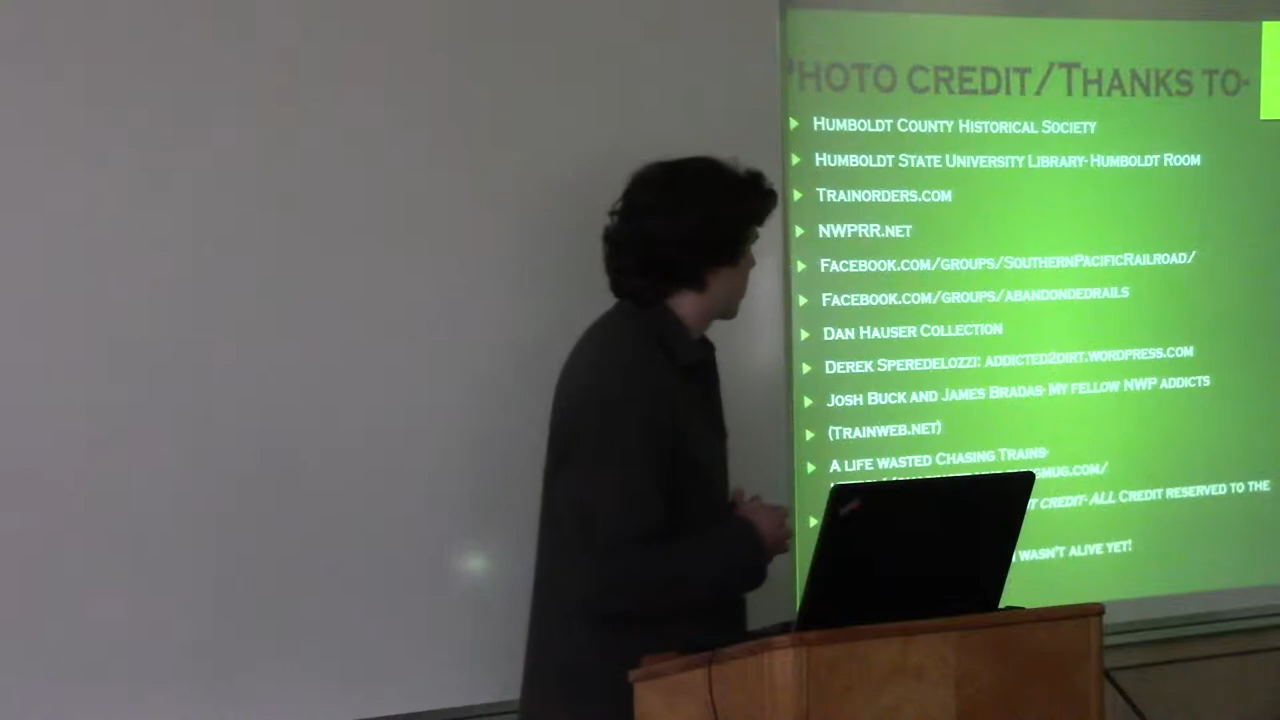 PHOTO CREDIT/THANKS TO-
HUMBOLDT COUNTY HISTORICAL SOCIETY
HUMBOLDT STATE UNIVERSITY LIBRARY- HUMBOLDT ROOM
TRAINORDERS.COM
NWPRR.NET
FACEBOOK.COM/GROUPS/SOUTHERNPACIFICRAILROAD/
FACEBOOK.COM/GROUPS/ABANDONDEDRAILS
DAN HAUSER COLLECTION
DEREK SPEREDELOZZI: ADDICTED2DIRT.WORDPRESS.COM
JOSH BUCK AND JAMES BRADAS- MY FELLOW NWP ADDICTS
(TRAINWEB.NET)
A LIFE WASTED CHASING TRAINS-
MUG.COM/
CREDIT- ALL CREDIT RESERVED TO THE
WASN'T ALIVE YET!